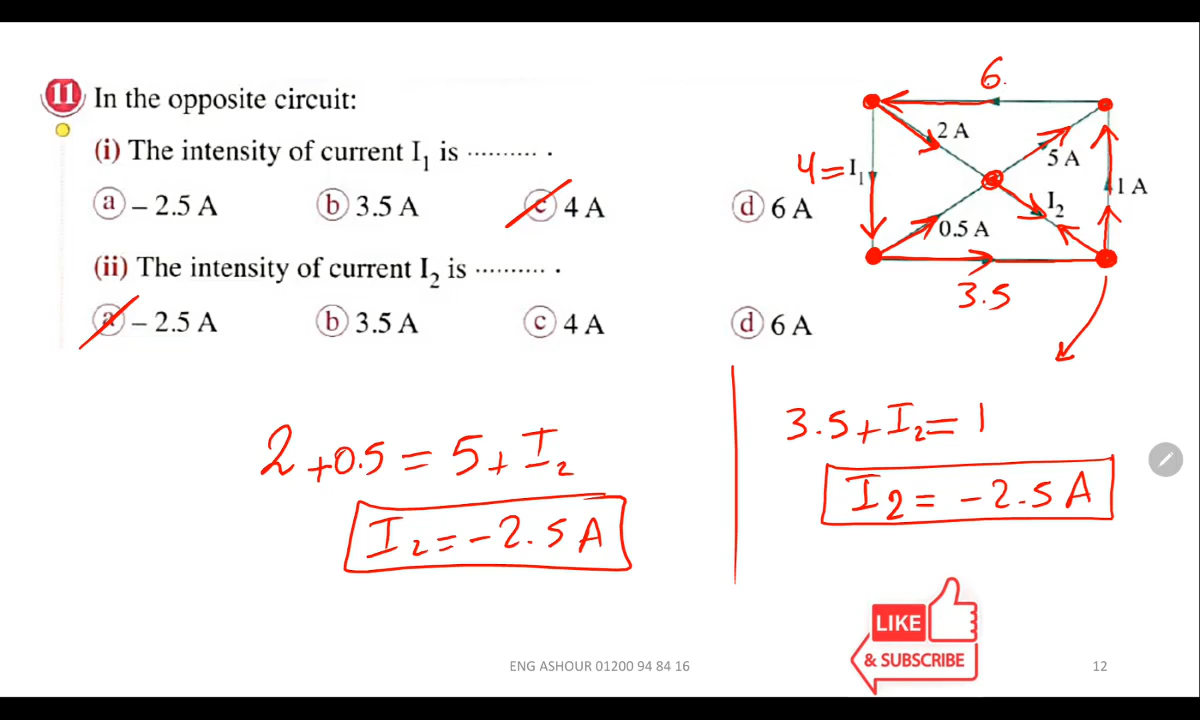 11 In the opposite circuit:
(i) The intensity of current I₁ is .......... .
a – 2.5 A b 3.5 A c 4 A d 6 A
(ii) The intensity of current I₂ is .......... .
a – 2.5 A b 3.5 A c 4 A d 6 A
6.
2 A
5 A
4 = I₁
I₂
1 A
0.5 A
3.5
2 + 0.5 = 5 + I₂
I₂ = - 2.5 A
3.5 + I₂ = 1
I₂ = - 2.5 A
LIKE
& SUBSCRIBE
ENG ASHOUR 01200 94 84 16
12